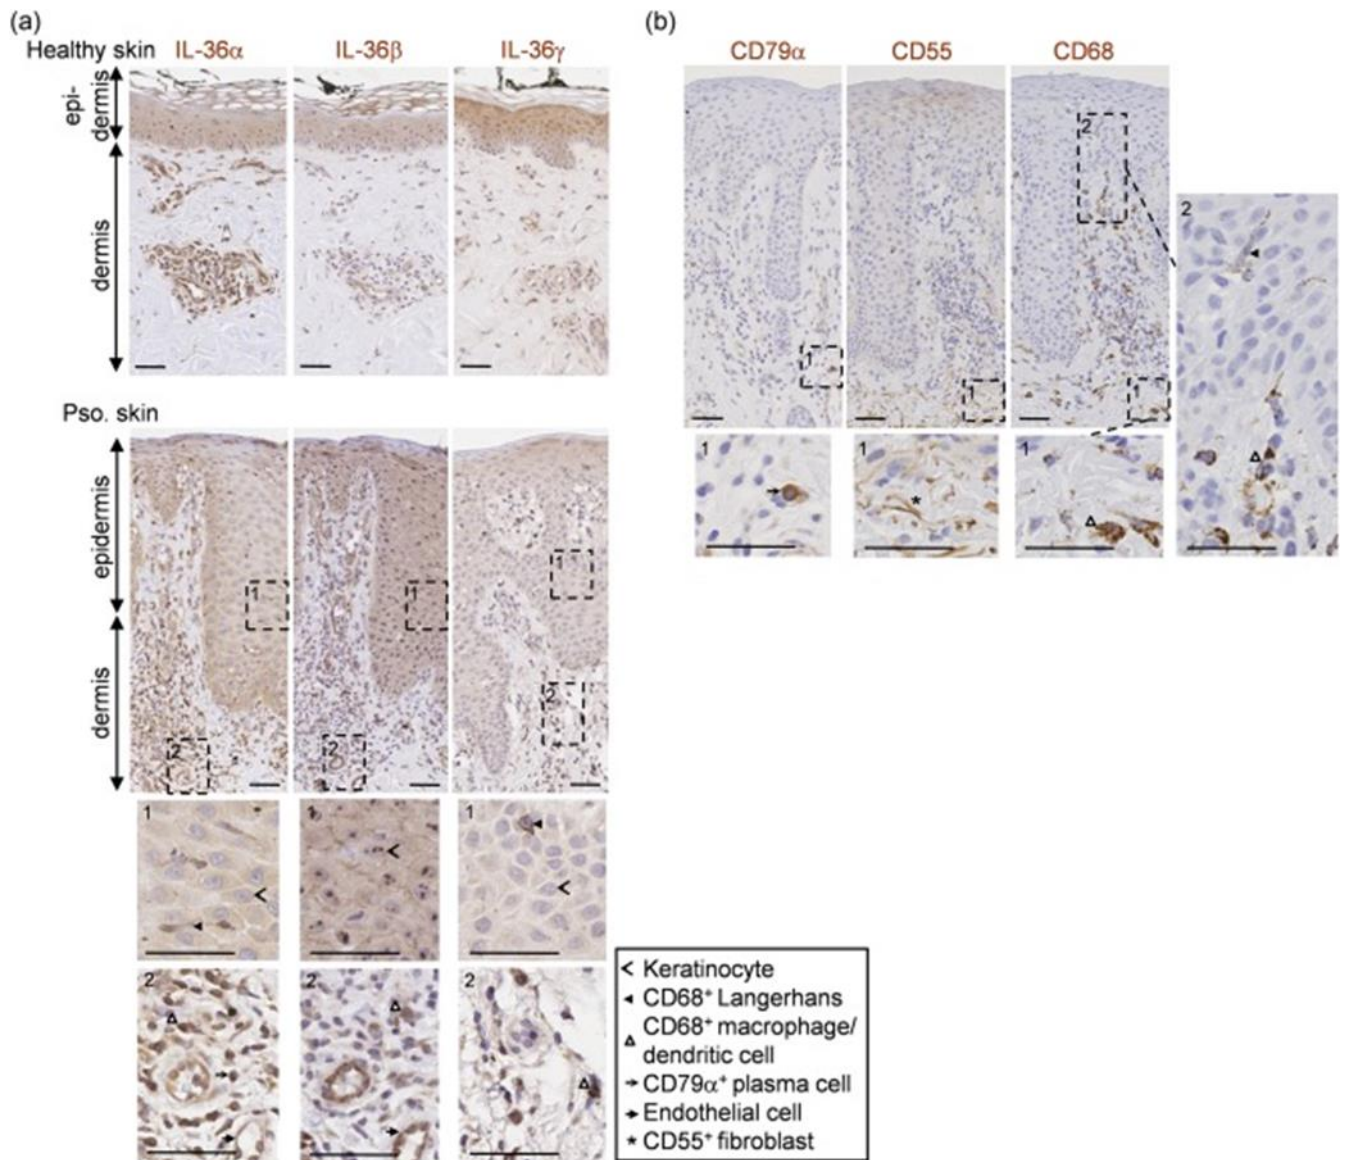 (a)
Healthy skin IL-36α IL-36β IL-36γ
epi-
dermis
dermis
Pso. skin
epidermis
dermis
1 1 1
2 2 2
1 1 1
2 2 2
(b)
CD79α CD55 CD68
2
1 1 1
2
1 1 1
Keratinocyte
CD68⁺ Langerhans
CD68⁺ macrophage/
dendritic cell
CD79α⁺ plasma cell
Endothelial cell
* CD55⁺ fibroblast